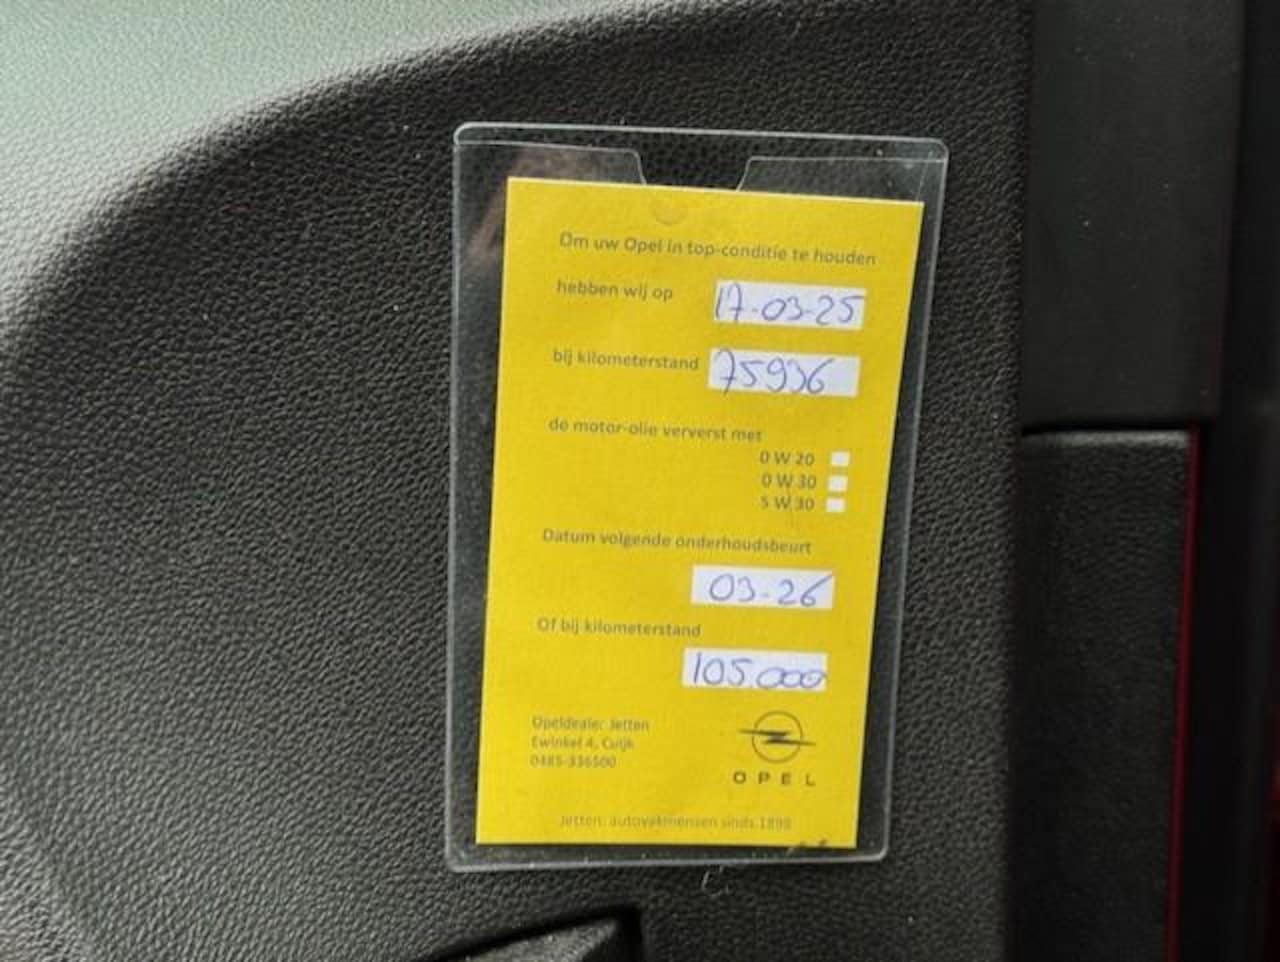 Om uw Opel in top-conditie te houden
hebben wij op 17-03-25
bij kilometerstand 75936
de motor-olie ververst met
0 W 20
0 W 30
5 W 30
Datum volgende onderhoudsbeurt
03-26
Of bij kilometerstand
105.000
Opeldealer Jetten
Ewinkel 4, Cuijk
0485-336500
OPEL
Jetten: autovakmensen sinds 1898